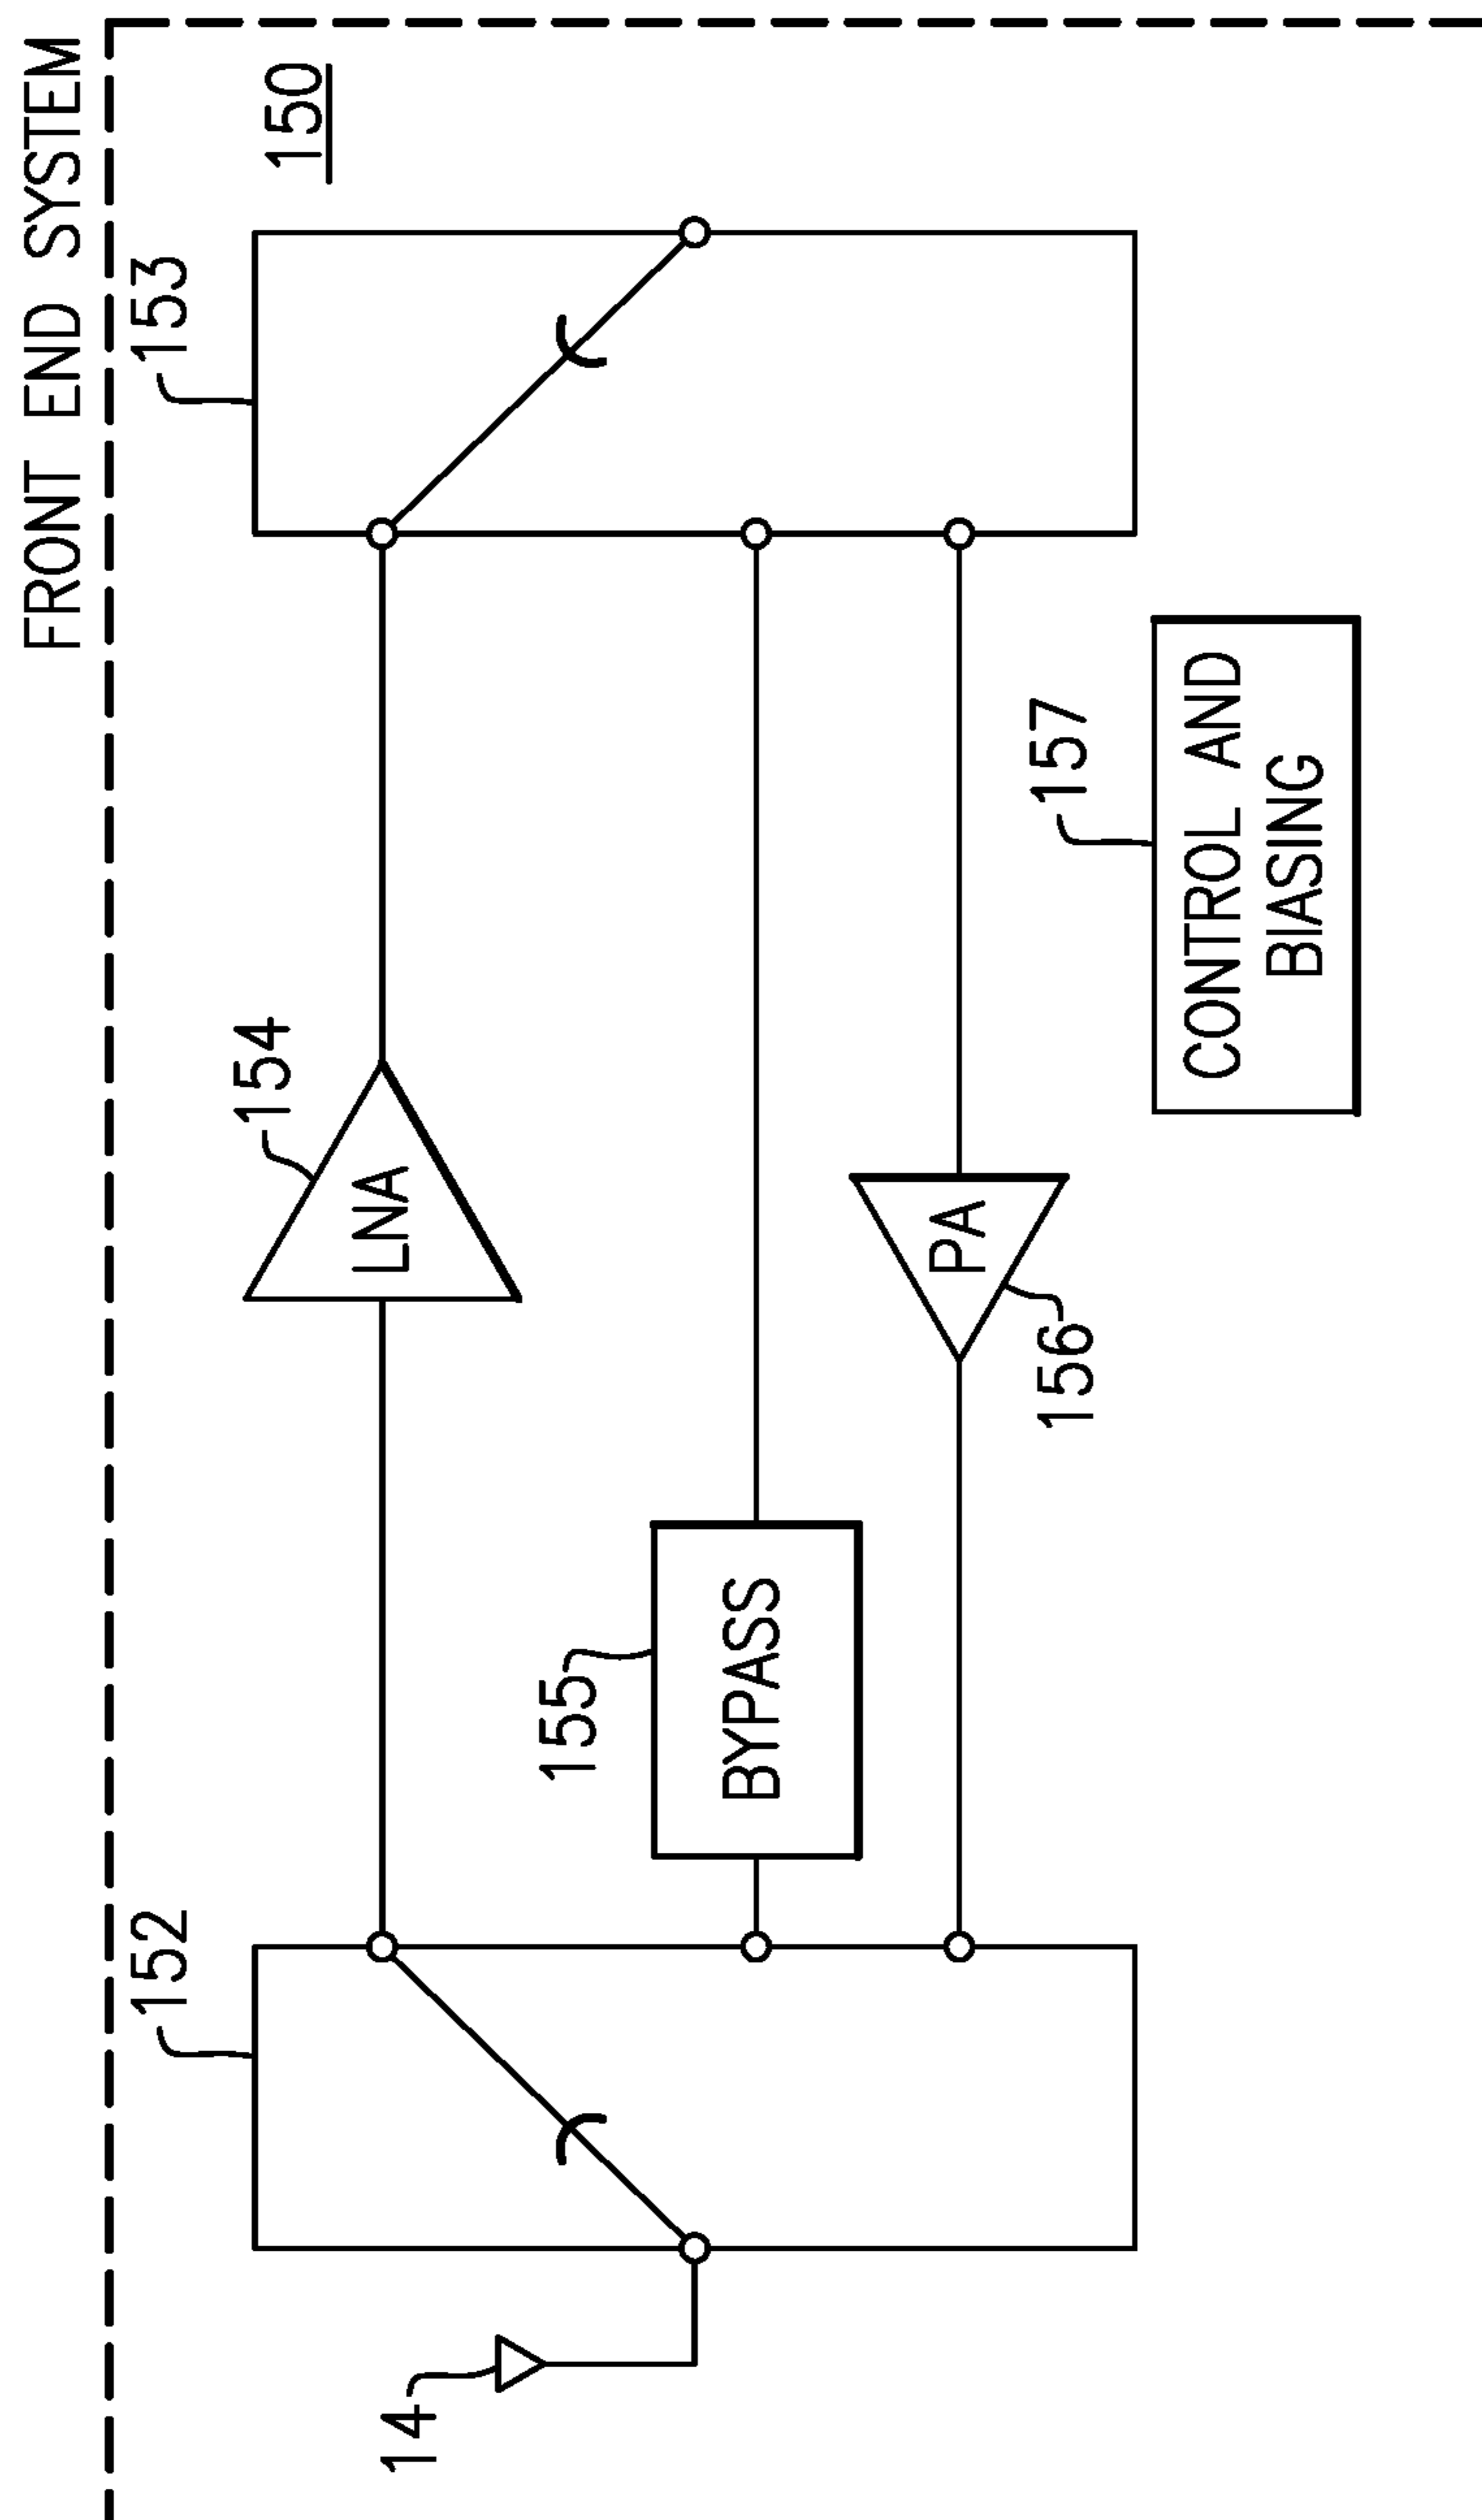 FRONT END SYSTEM
150
152
153
154
LNA
14
155
BYPASS
PA
156
157
CONTROL AND
BIASING